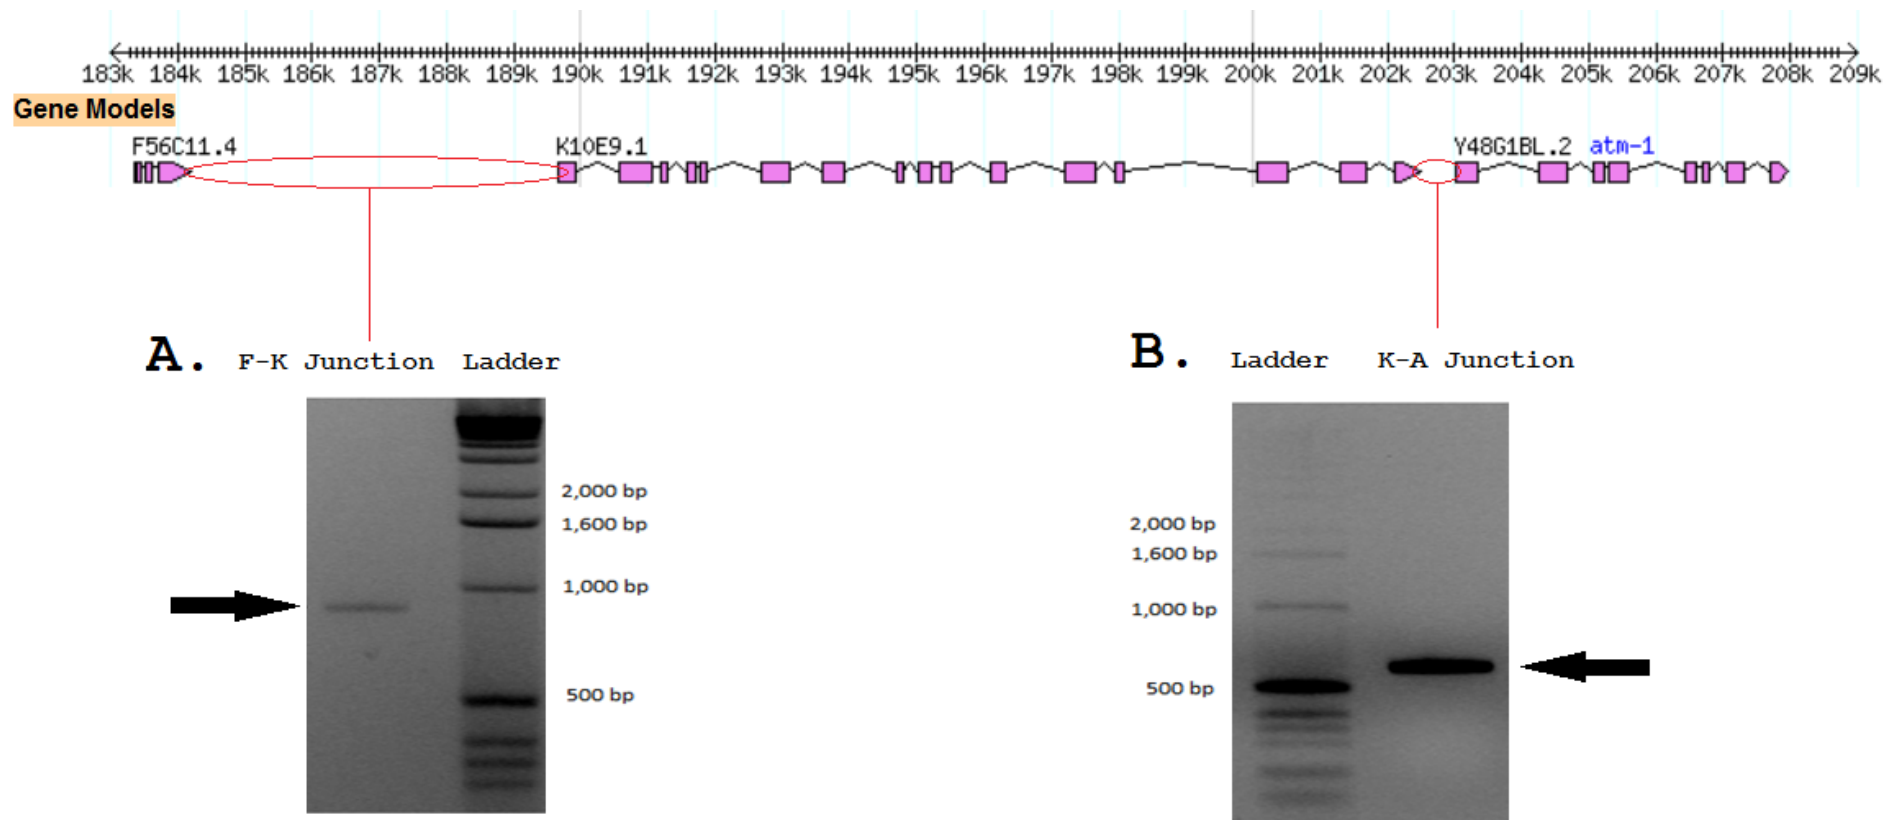 183k 184k 185k 186k 187k 188k 189k 190k 191k 192k 193k 194k 195k 196k 197k 198k 199k 200k 201k 202k 203k 204k 205k 206k 207k 208k 209k
Gene Models
F56C11.4 K10E9.1 Y48G1BL.2 atm-1
A. F-K Junction Ladder
2,000 bp
1,600 bp
1,000 bp
500 bp
B. Ladder K-A Junction
2,000 bp
1,600 bp
1,000 bp
500 bp